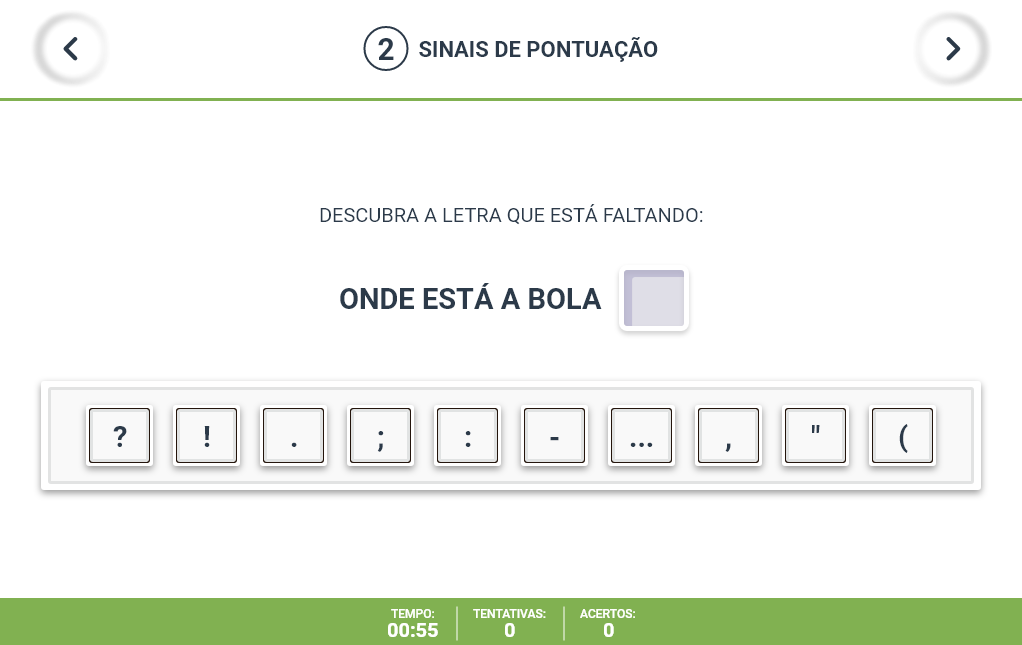 2 SINAIS DE PONTUAÇÃO
DESCUBRA A LETRA QUE ESTÁ FALTANDO:
ONDE ESTÁ A BOLA
? ! . ; : - ... , " (
TEMPO: TENTATIVAS: ACERTOS:
00:55 0 0